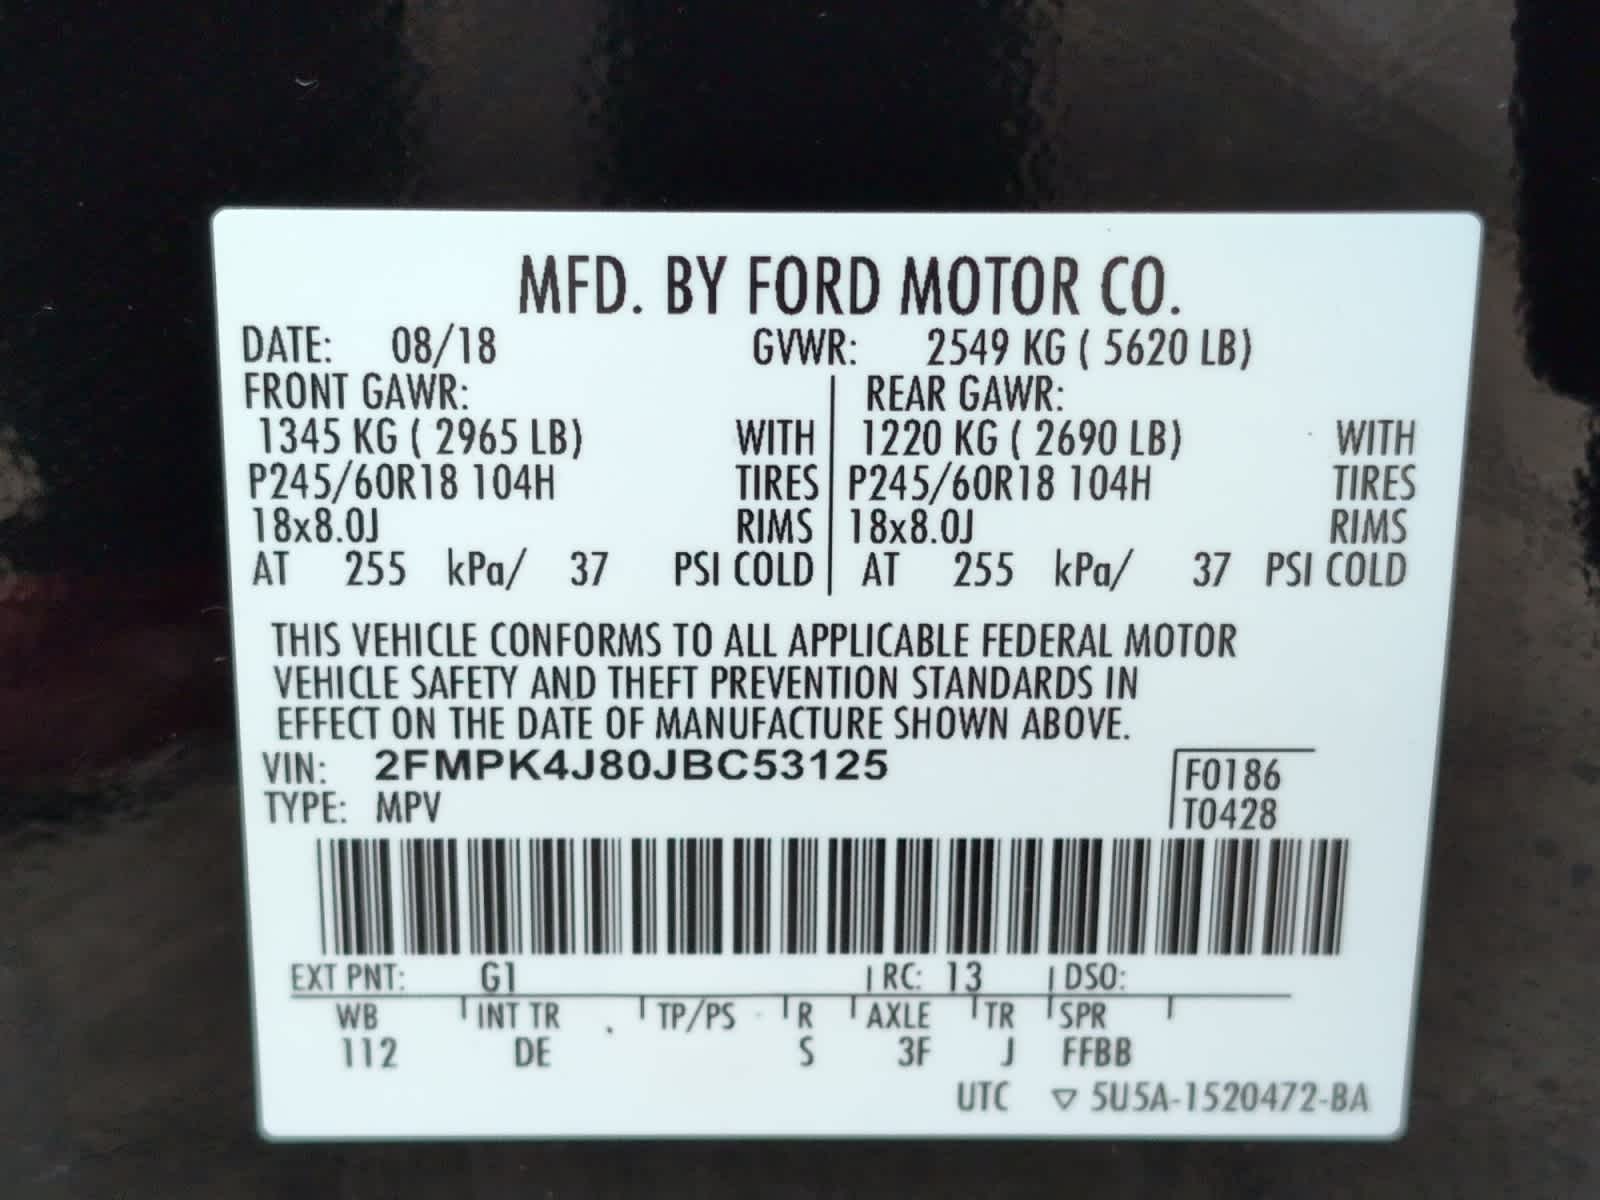 MFD. BY FORD MOTOR CO.
DATE: 08/18 GVWR: 2549 KG ( 5620 LB)
FRONT GAWR: REAR GAWR:
1345 KG ( 2965 LB) WITH 1220 KG ( 2690 LB) WITH
P245/60R18 104H TIRES P245/60R18 104H TIRES
18x8.0J RIMS 18x8.0J RIMS
AT 255 kPa/ 37 PSI COLD AT 255 kPa/ 37 PSI COLD
THIS VEHICLE CONFORMS TO ALL APPLICABLE FEDERAL MOTOR
VEHICLE SAFETY AND THEFT PREVENTION STANDARDS IN
EFFECT ON THE DATE OF MANUFACTURE SHOWN ABOVE.
VIN: 2FMPK4J80JBC53125 F0186
TYPE: MPV T0428
EXT PNT: G1 RC: 13 DSO:
WB INT TR TP/PS R AXLE TR SPR
112 DE S 3F J FFBB
UTC ▽ 5U5A-1520472-BA